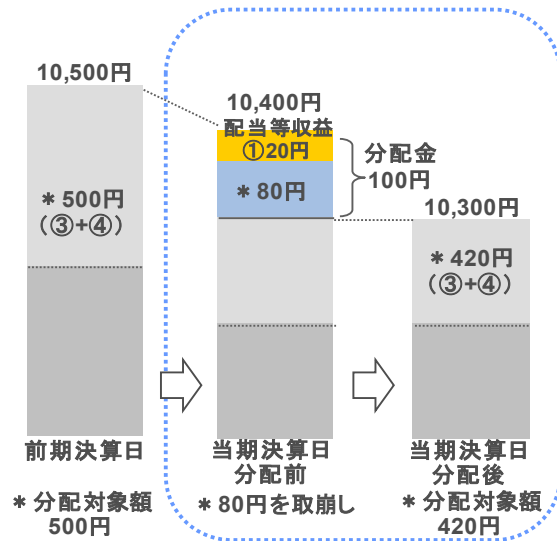 10,500円
＊500円
（③+④）
前期決算日
＊分配対象額
500円
10,400円
配当等収益
①20円
＊80円
分配金
100円
当期決算日
分配前
＊80円を取崩し
10,300円
＊420円
（③+④）
当期決算日
分配後
＊分配対象額
420円